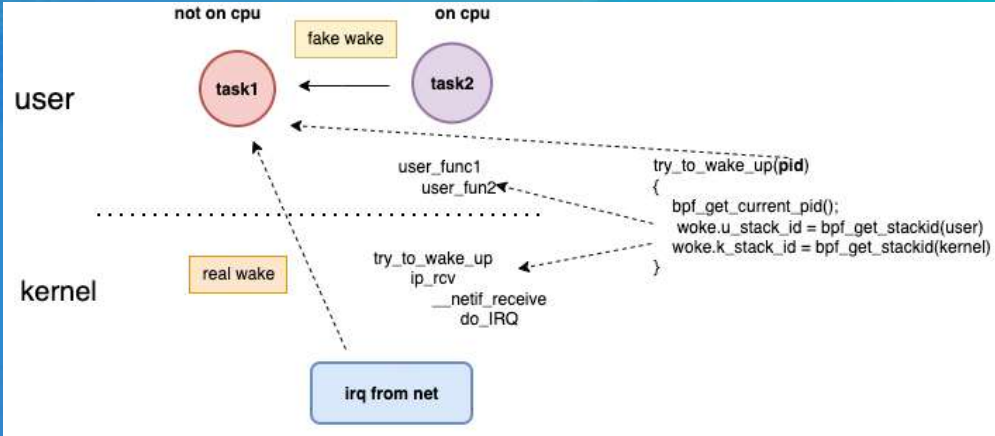 not on cpu
on cpu
fake wake
task1
task2
user
user_func1
user_fun2
try_to_wake_up(pid)
{
bpf_get_current_pid();
woke.u_stack_id = bpf_get_stackid(user)
woke.k_stack_id = bpf_get_stackid(kernel)
}
real wake
kernel
try_to_wake_up
ip_rcv
__netif_receive
do_IRQ
irq from net